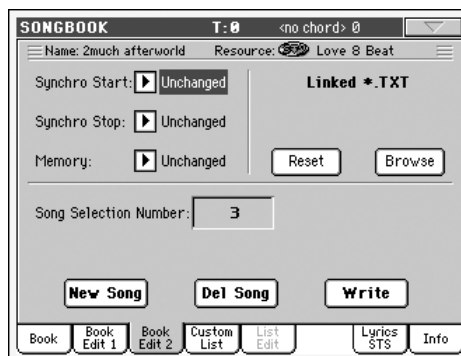 SONGBOOK T:0 <no chord> 0
Name: 2much afterworld Resource: Love 8 Beat
Synchro Start: Unchanged Linked *.TXT
Synchro Stop: Unchanged
Memory: Unchanged Reset Browse
Song Selection Number: 3
New Song Del Song Write
Book Book Edit 1 Book Edit 2 Custom List List Edit Lyrics STS Info